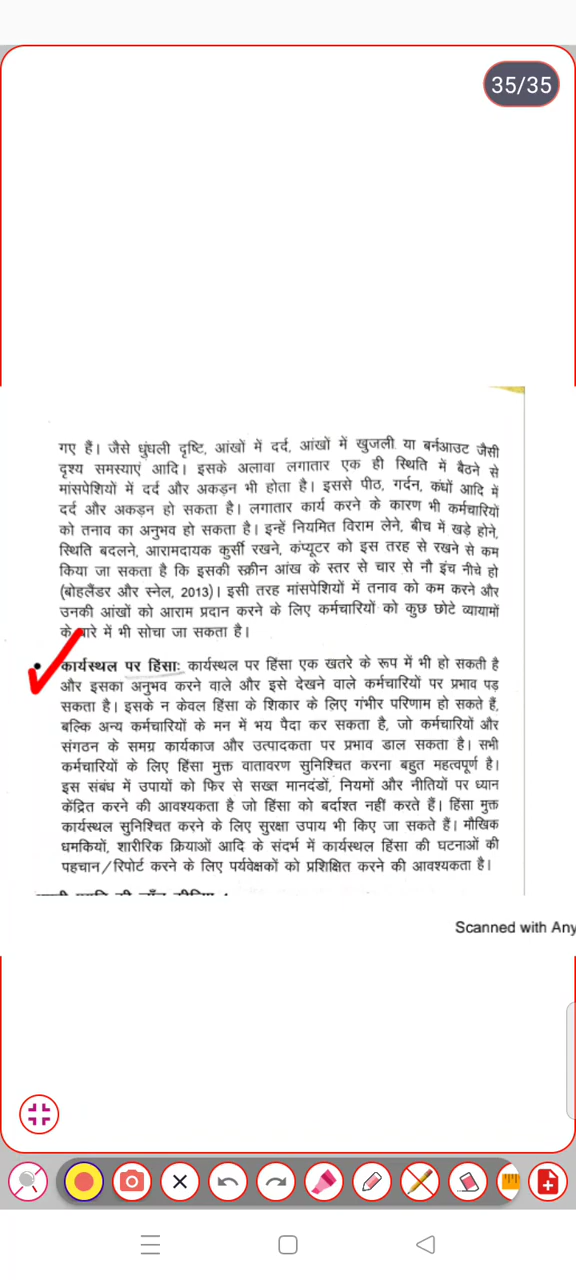 35/35
गए हैं। जैसे धुंधली दृष्टि, आंखों में दर्द, आंखों में खुजली या बर्नआउट जैसी
दृश्य समस्याएं आदि। इसके अलावा लगातार एक ही स्थिति में बैठने से
मांसपेशियों में दर्द और अकड़न भी होता है। इससे पीठ, गर्दन, कंधों आदि में
दर्द और अकड़न हो सकता है। लगातार कार्य करने के कारण भी कर्मचारियों
को तनाव का अनुभव हो सकता है। इन्हें नियमित विराम लेने, बीच में खड़े होने,
स्थिति बदलने, आरामदायक कुर्सी रखने, कंप्यूटर को इस तरह से रखने से कम
किया जा सकता है कि इसकी स्क्रीन आंख के स्तर से चार से नौ इंच नीचे हो
(बोहलैंडर और स्नेल, 2013)। इसी तरह मांसपेशियों में तनाव को कम करने और
उनकी आंखों को आराम प्रदान करने के लिए कर्मचारियों को कुछ छोटे व्यायामों
के बारे में भी सोचा जा सकता है।
• कार्यस्थल पर हिंसाः कार्यस्थल पर हिंसा एक खतरे के रूप में भी हो सकती है
और इसका अनुभव करने वाले और इसे देखने वाले कर्मचारियों पर प्रभाव पड़
सकता है। इसके न केवल हिंसा के शिकार के लिए गंभीर परिणाम हो सकते हैं,
बल्कि अन्य कर्मचारियों के मन में भय पैदा कर सकता है, जो कर्मचारियों और
संगठन के समग्र कार्यकाज और उत्पादकता पर प्रभाव डाल सकता है। सभी
कर्मचारियों के लिए हिंसा मुक्त वातावरण सुनिश्चित करना बहुत महत्वपूर्ण है।
इस संबंध में उपायों को फिर से सख्त मानदंडों, नियमों और नीतियों पर ध्यान
केंद्रित करने की आवश्यकता है जो हिंसा को बर्दाश्त नहीं करते हैं। हिंसा मुक्त
कार्यस्थल सुनिश्चित करने के लिए सुरक्षा उपाय भी किए जा सकते हैं। मौखिक
धमकियों, शारीरिक क्रियाओं आदि के संदर्भ में कार्यस्थल हिंसा की घटनाओं की
पहचान/रिपोर्ट करने के लिए पर्यवेक्षकों को प्रशिक्षित करने की आवश्यकता है।
Scanned with Any